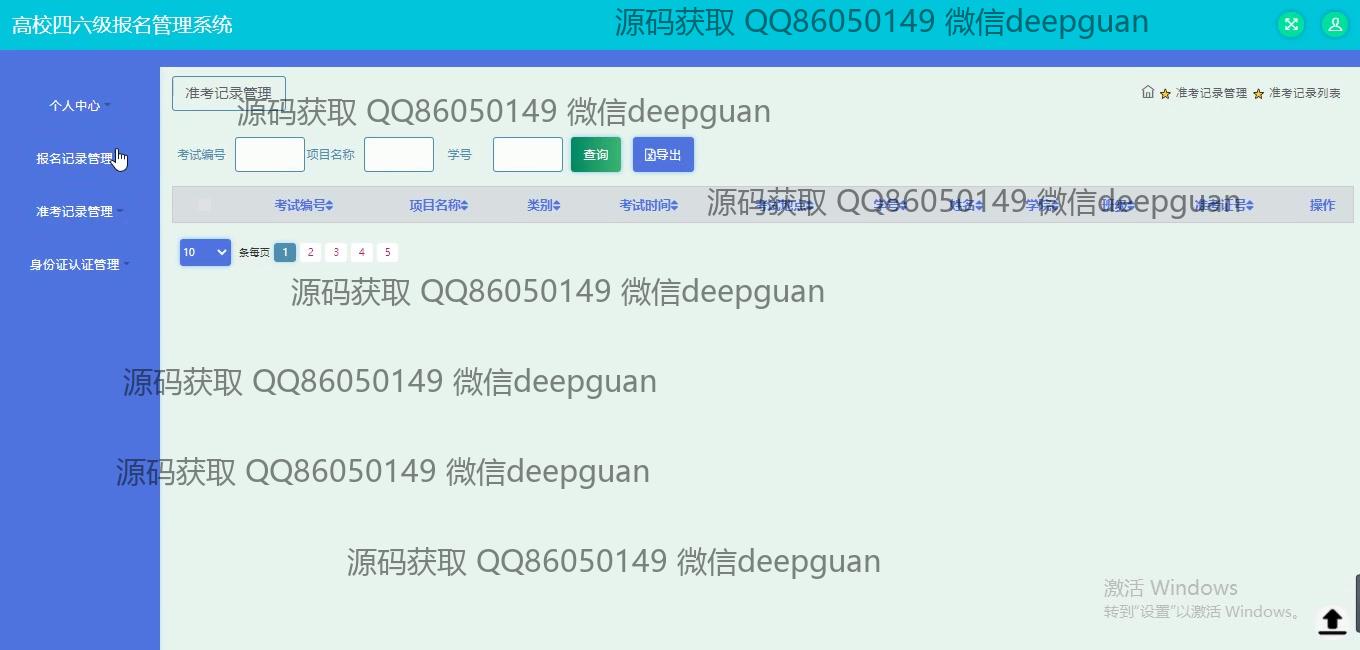 高校四六级报名管理系统
源码获取 QQ86050149 微信deepguan
个人中心
报名记录管理
准考记录管理
身份证认证管理
准考记录管理
准考记录管理 准考记录列表
源码获取 QQ86050149 微信deepguan
考试编号 项目名称 学号 查询 导出
源码获取 QQ86050149 微信deepguan
考试编号 项目名称 类别 考试时间 考试地点 学号 姓名 学院 班级 准考证号 操作
10 条每页 1 2 3 4 5
源码获取 QQ86050149 微信deepguan
源码获取 QQ86050149 微信deepguan
源码获取 QQ86050149 微信deepguan
源码获取 QQ86050149 微信deepguan
激活 Windows
转到"设置"以激活 Windows。